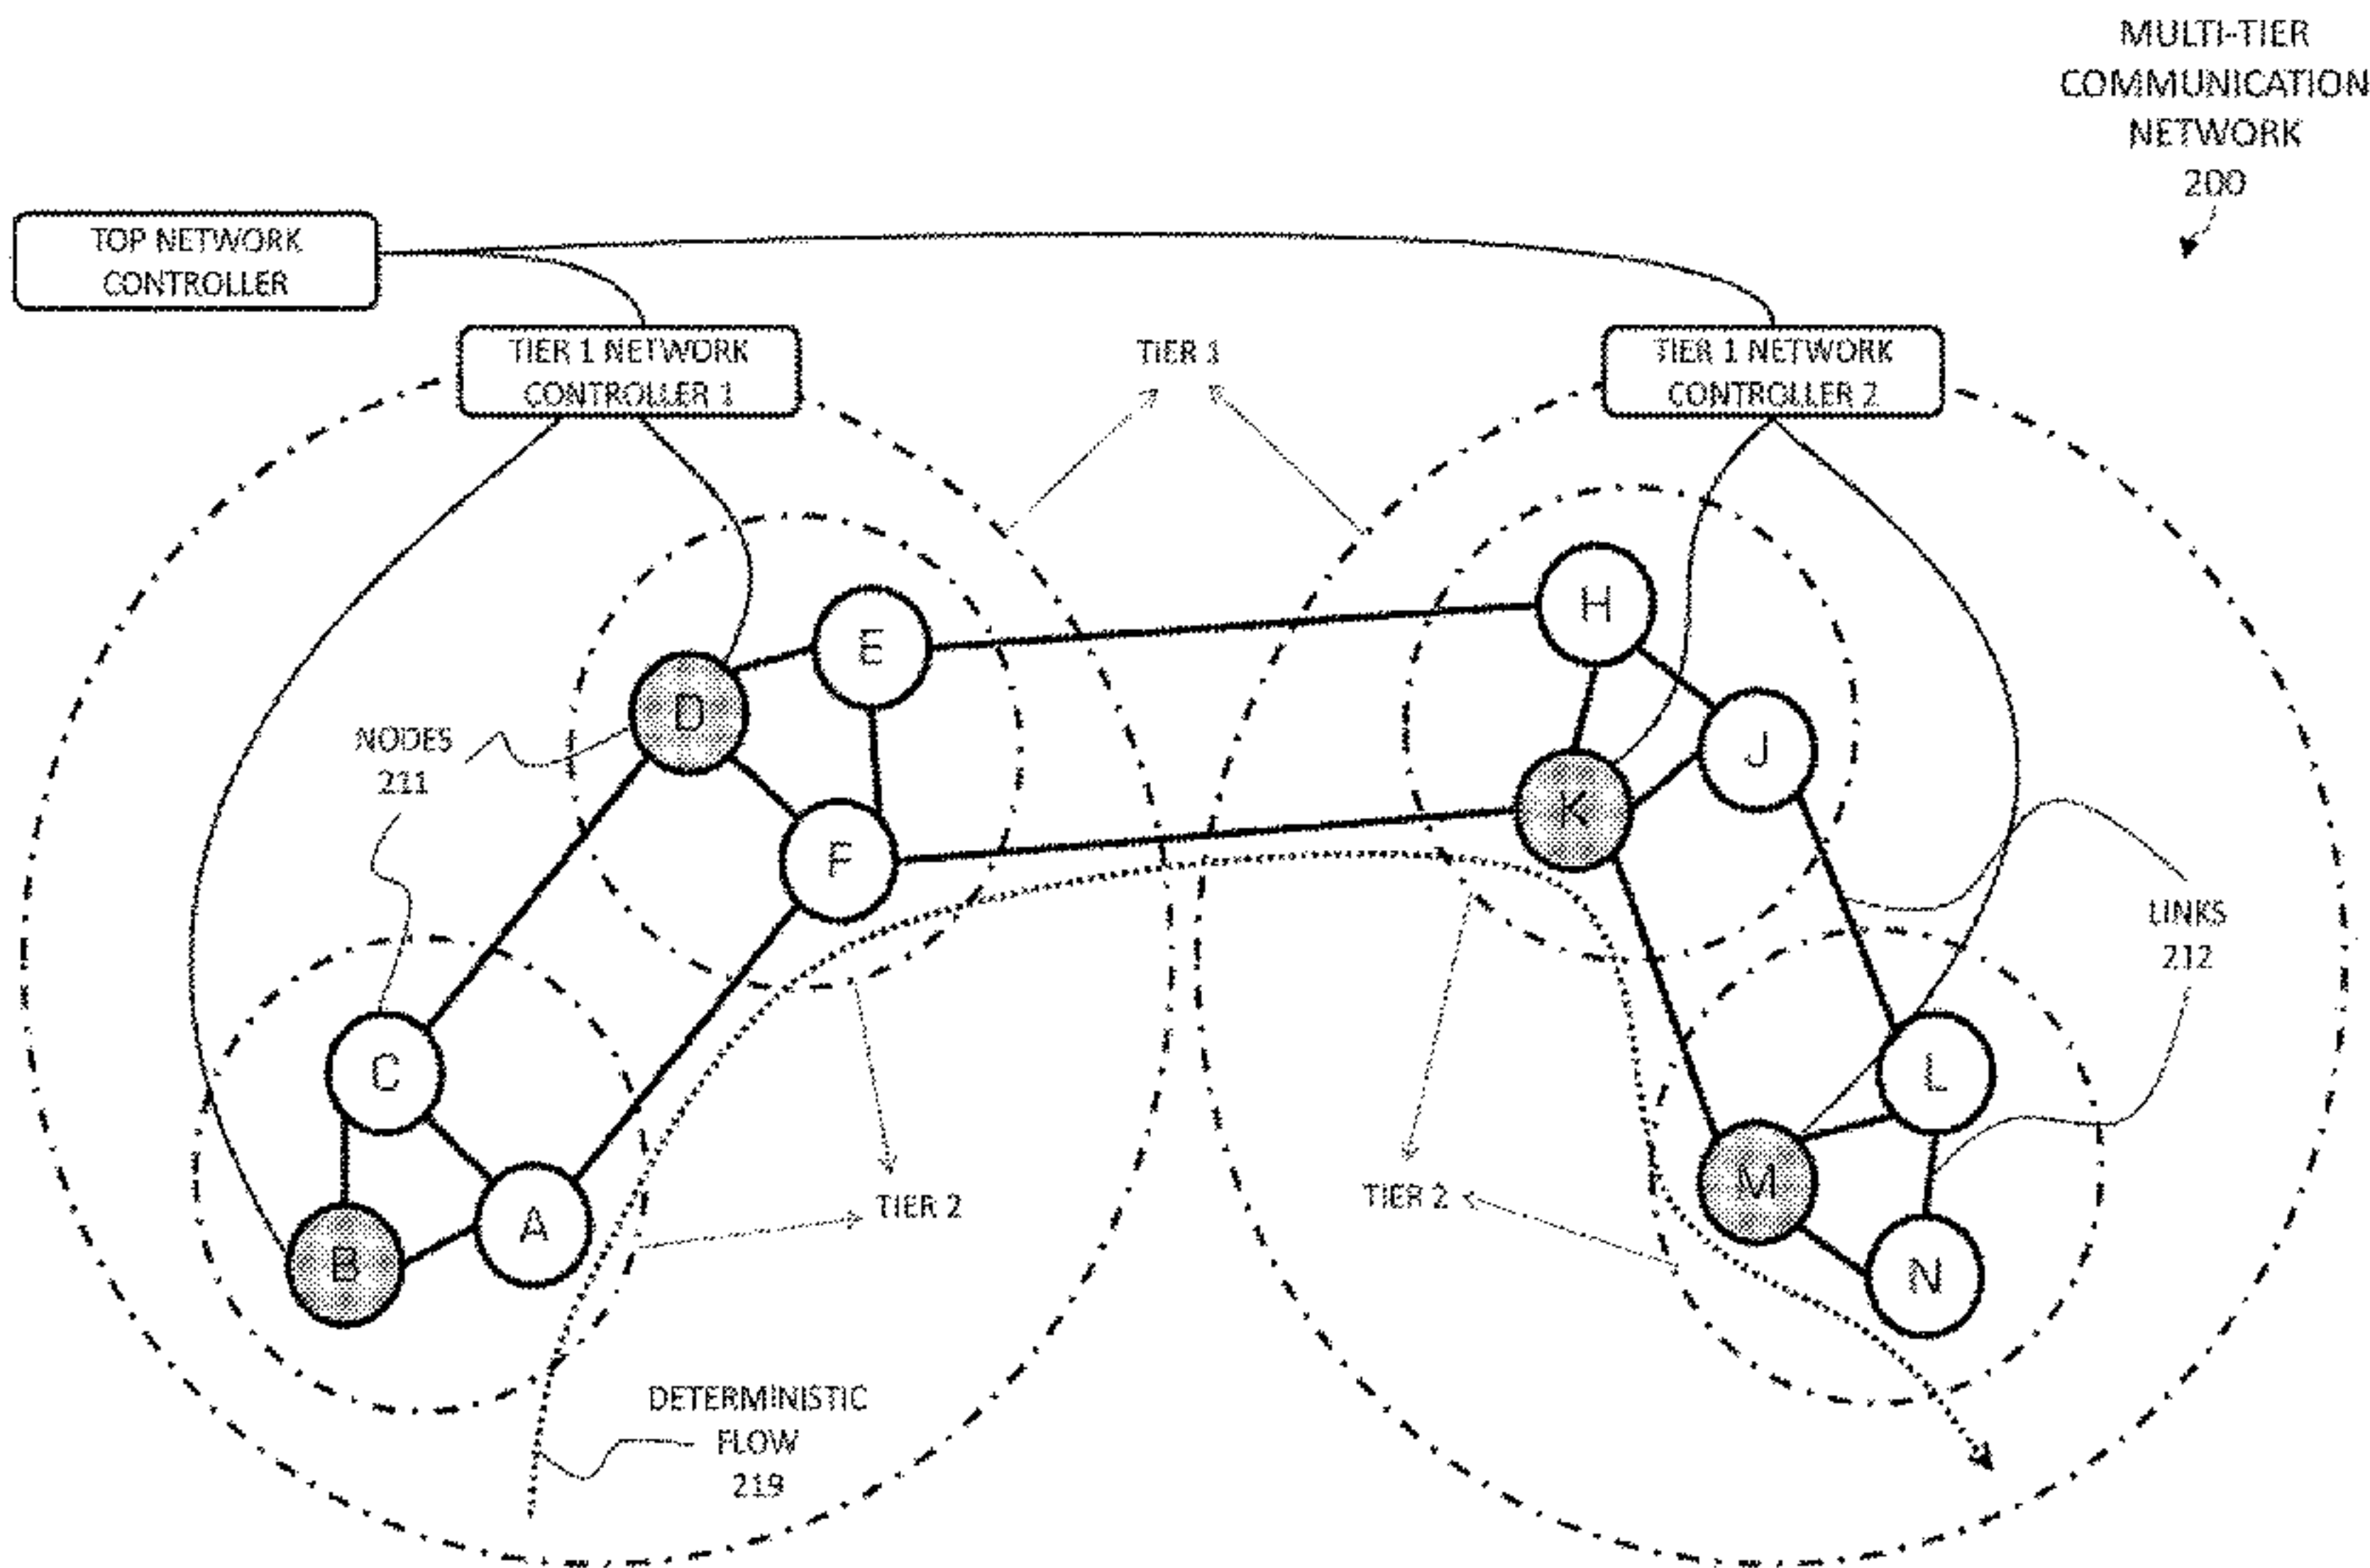 MULTI-TIER
COMMUNICATION
NETWORK
200
TOP NETWORK
CONTROLLER
TIER 1 NETWORK
CONTROLLER 1
TIER 1
TIER 1 NETWORK
CONTROLLER 2
H
E
D
J
NODES
211
K
F
LINKS
212
C
L
M
TIER 2
TIER 2
A
B
N
DETERMINISTIC
FLOW
219